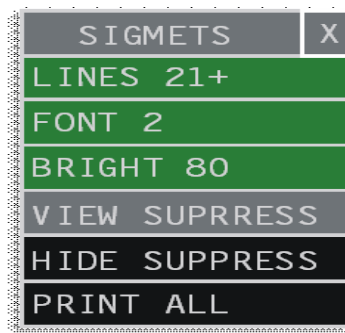 SIGMETS X
LINES 21+
FONT 2
BRIGHT 80
VIEW SUPRRESS
HIDE SUPPRESS
PRINT ALL